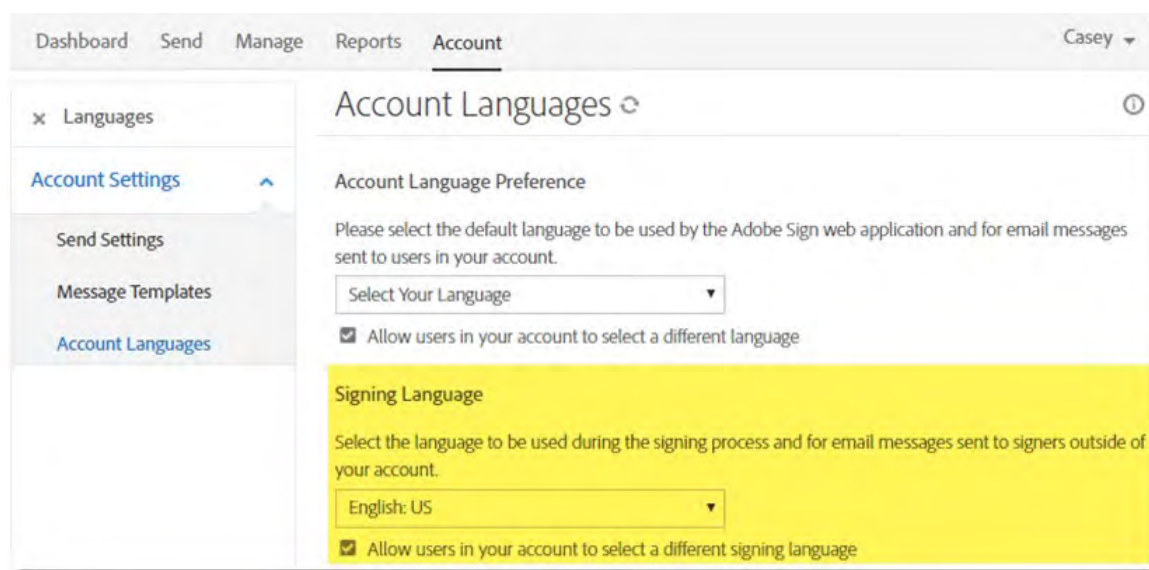 Dashboard Send Manage Reports Account Casey
Languages
Account Settings
Send Settings
Message Templates
Account Languages
Account Languages
Account Language Preference
Please select the default language to be used by the Adobe Sign web application and for email messages
sent to users in your account.
Select Your Language
Allow users in your account to select a different language
Signing Language
Select the language to be used during the signing process and for email messages sent to signers outside of
your account.
English: US
Allow users in your account to select a different signing language